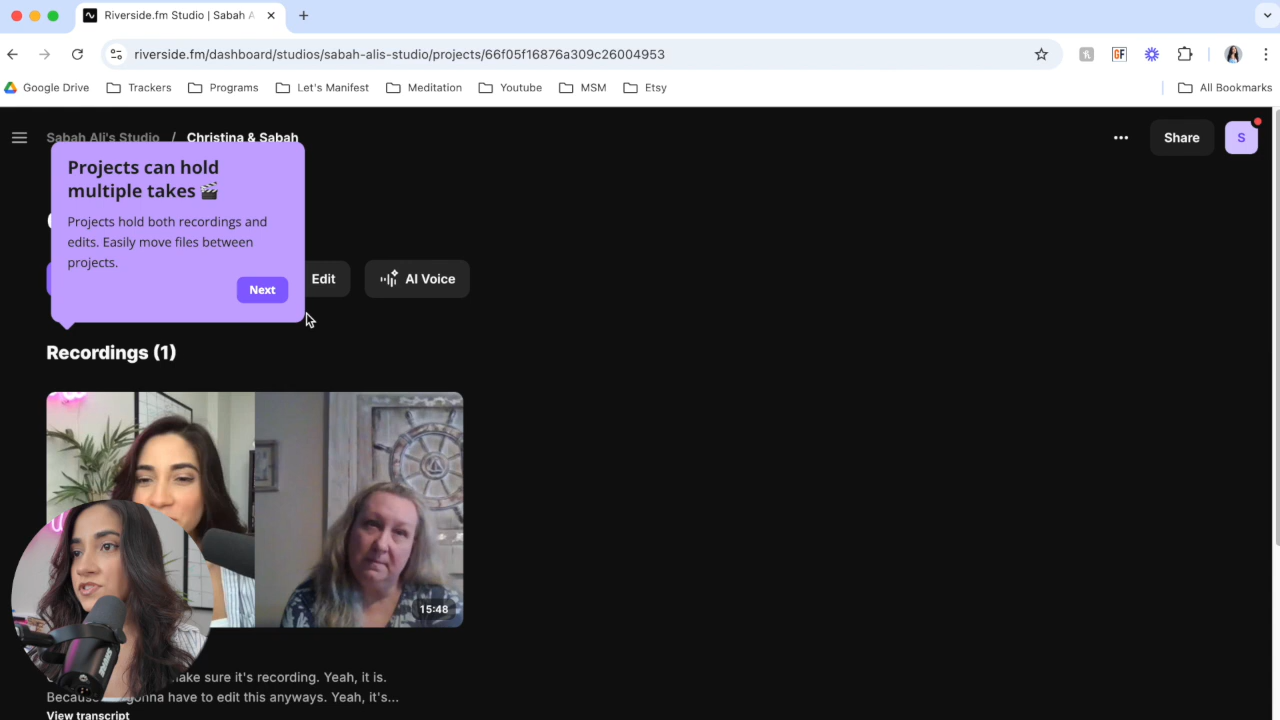 Riverside.fm Studio | Sabah A
riverside.fm/dashboard/studios/sabah-alis-studio/projects/66f05f16876a309c26004953
GF
Google Drive
Trackers
Programs
Let's Manifest
Meditation
Youtube
MSM
Etsy
All Bookmarks
Sabah Ali's Studio / Christina & Sabah
Share
S
Projects can hold
multiple takes 🎬
Projects hold both recordings and
edits. Easily move files between
projects.
Next
Edit
AI Voice
Recordings (1)
15:48
make sure it's recording. Yeah, it is.
gonna have to edit this anyways. Yeah, it's...
View transcript